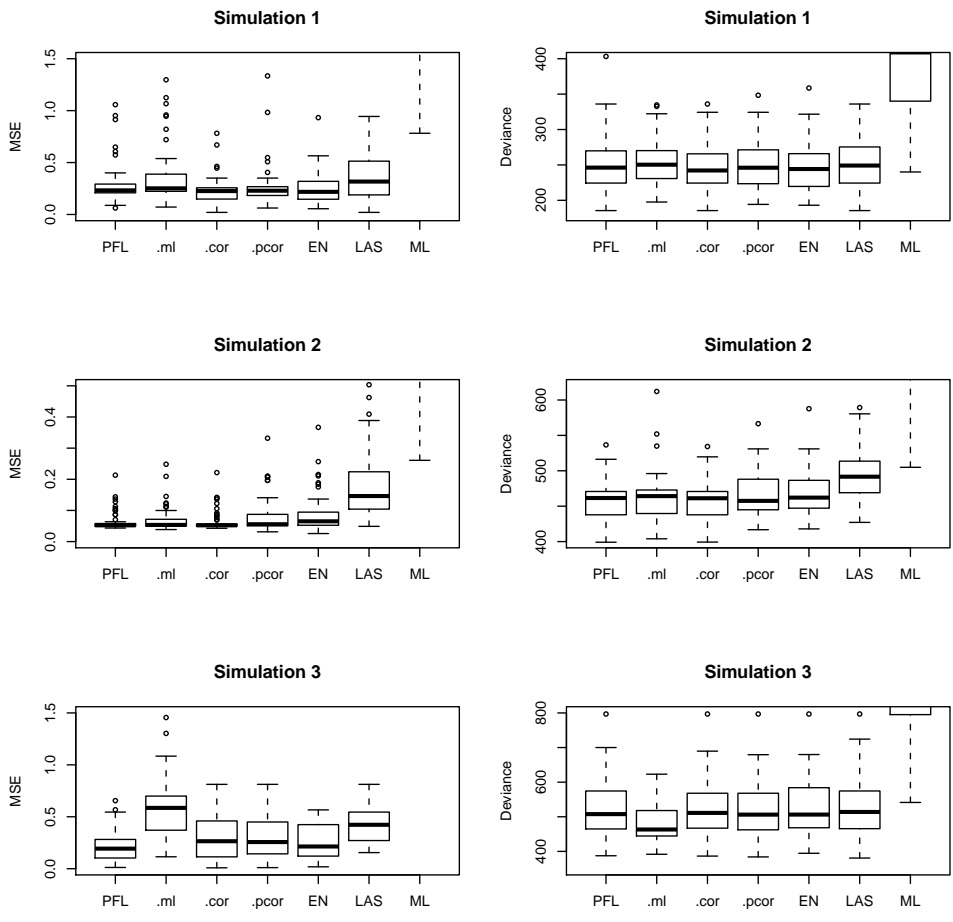 Simulation 1
MSE
0.0 0.5 1.0 1.5
PFL .ml .cor .pcor EN LAS ML
Simulation 1
Deviance
200 300 400
PFL .ml .cor .pcor EN LAS ML
Simulation 2
MSE
0.0 0.2 0.4
PFL .ml .cor .pcor EN LAS ML
Simulation 2
Deviance
400 500 600
PFL .ml .cor .pcor EN LAS ML
Simulation 3
MSE
0.0 0.5 1.0 1.5
PFL .ml .cor .pcor EN LAS ML
Simulation 3
Deviance
400 600 800
PFL .ml .cor .pcor EN LAS ML